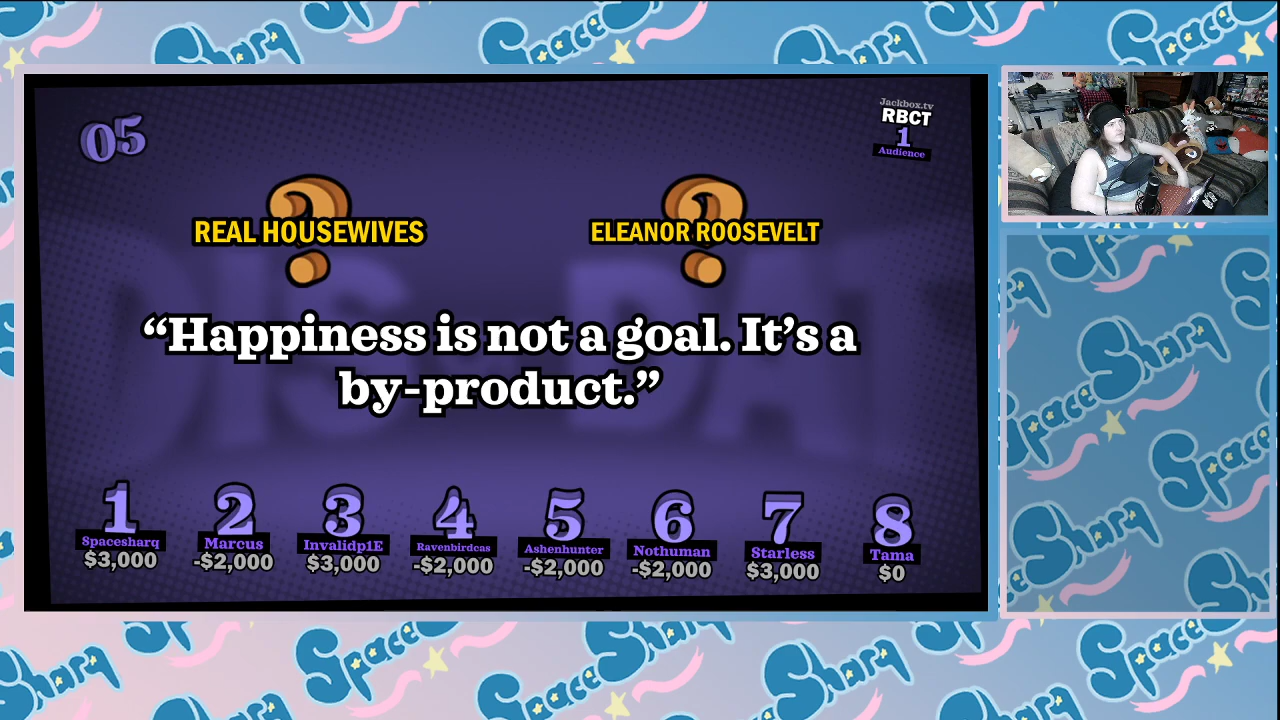 Jackbox.tv
RBCT
1
Audience
05
REAL HOUSEWIVES
ELEANOR ROOSEVELT
“Happiness is not a goal. It’s a
by-product.”
1 2 3 4 5 6 7 8
Spacesharq Marcus Invalidp1E Ravenbirdcas Ashenhunter Nothuman Starless Tama
$3,000 -$2,000 $3,000 -$2,000 -$2,000 -$2,000 $3,000 $0
SpaceSharq